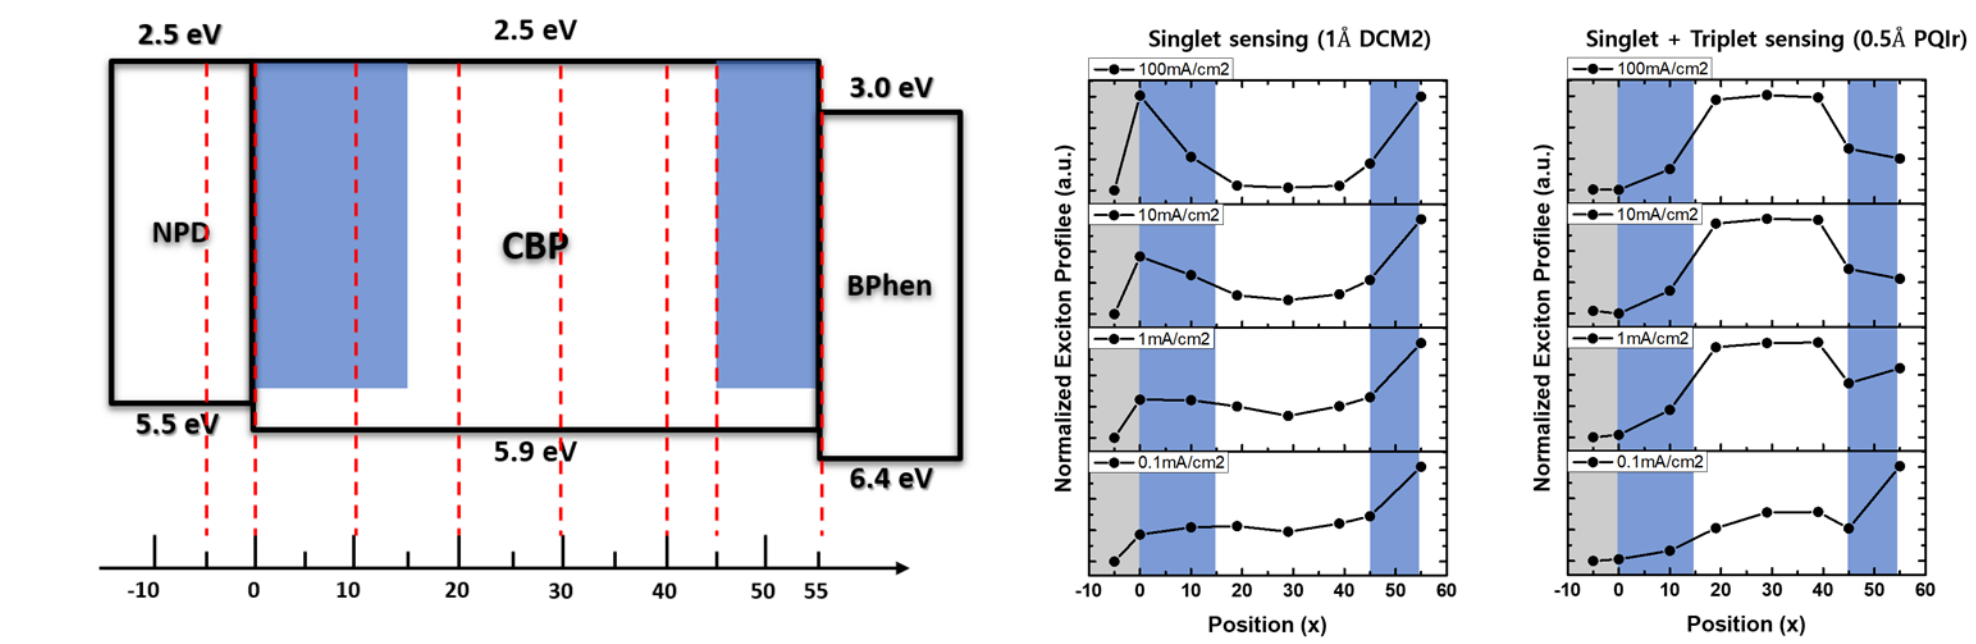 2.5 eV
2.5 eV
3.0 eV
NPD
CBP
BPhen
5.5 eV
5.9 eV
6.4 eV
-10
0
10
20
30
40
50
55
Singlet sensing (1Å DCM2)
Normalized Exciton Profilee (a.u.)
100mA/cm2
10mA/cm2
1mA/cm2
0.1mA/cm2
-10 0 10 20 30 40 50 60
Position (x)
Singlet + Triplet sensing (0.5Å PQIr)
Normalized Exciton Profilee (a.u.)
100mA/cm2
10mA/cm2
1mA/cm2
0.1mA/cm2
-10 0 10 20 30 40 50 60
Position (x)